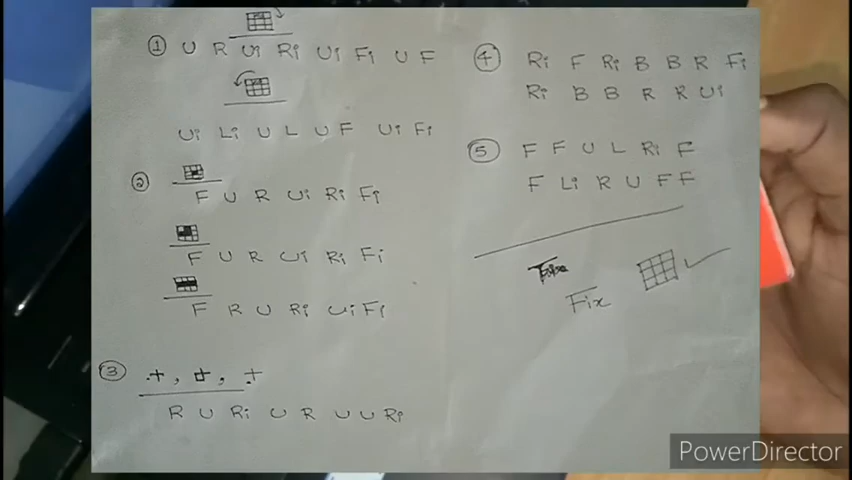 ① U R Ui Ri Ui Fi U F
Ui Li U L U F Ui Fi
② F U R Ui Ri Fi
F U R Ui Ri Fi
F R U Ri Ui Fi
③ .+ , + , +
R U Ri U R U U Ri
④ Ri F Ri B B R Fi
Ri B B R R Ui
⑤ F F U L Ri F
F Li R U F F
Fix
PowerDirector